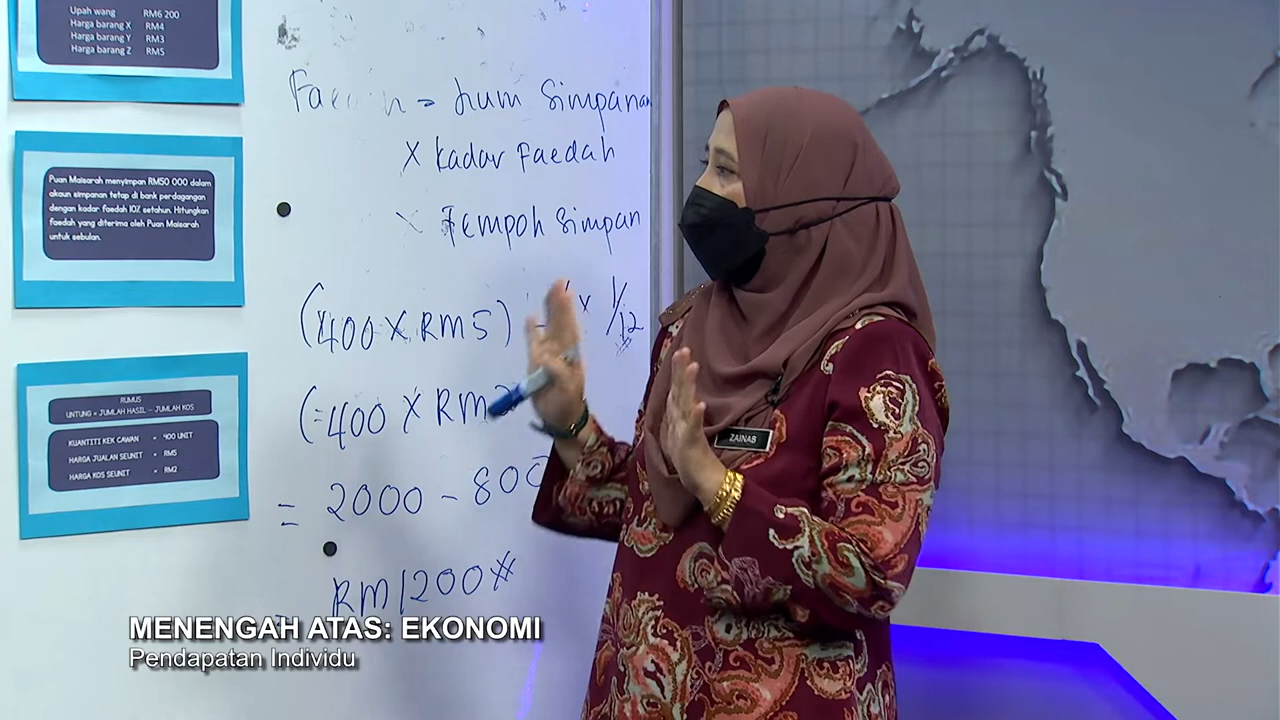 Upah wang RM6 200
Harga barang X RM4
Harga barang Y RM3
Harga barang Z RM5
Puan Maisarah menyimpan RM50 000 dalam
akaun simpanan tetap di bank perdagangan
dengan kadar faedah 10% setahun. Hitungkan
faedah yang diterima oleh Puan Maisarah
untuk sebulan.
RUMUS
UNTUNG = JUMLAH HASIL - JUMLAH KOS
KUANTITI KEK CAWAN = 400 UNIT
HARGA JUALAN SEUNIT = RM5
HARGA KOS SEUNIT = RM2
= Jum Simpanan
X kadar faedah
X Tempoh Simpan
(400 X RM5) x 1/12
(400 X RM
= 2000 - 800
= RM1200
ZAINAB
MENENGAH ATAS: EKONOMI
Pendapatan Individu